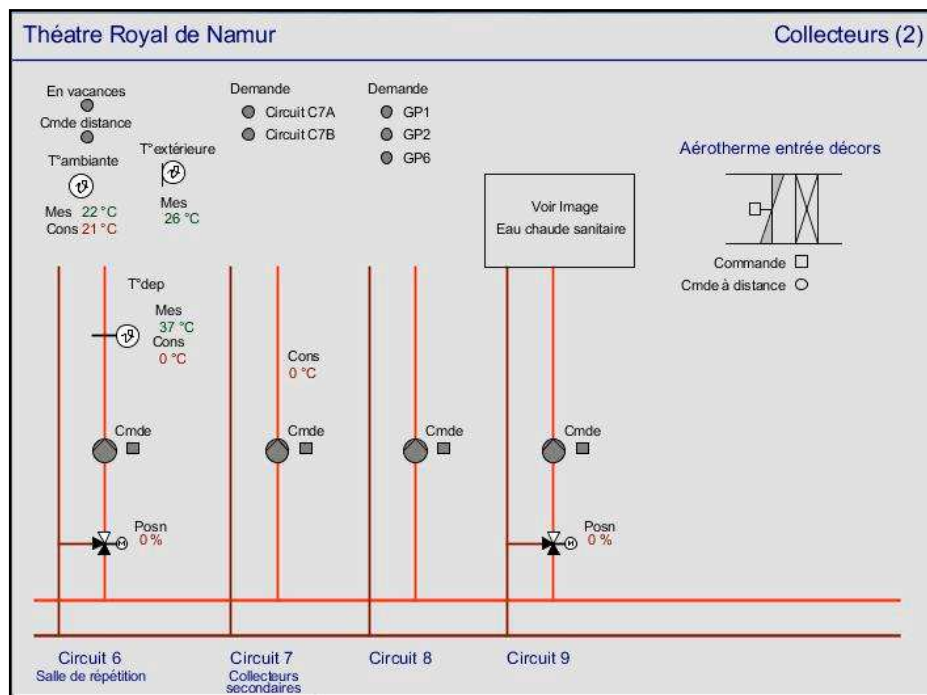 Théatre Royal de Namur
Collecteurs (2)
En vacances
Cmde distance
T°ambiante
Mes 22 °C
Cons 21 °C
T°extérieure
Mes
26 °C
Demande
Circuit C7A
Circuit C7B
Demande
GP1
GP2
GP6
Voir Image
Eau chaude sanitaire
Aérotherme entrée décors
Commande
Cmde à distance
T°dep
Mes
37 °C
Cons
0 °C
Cons
0 °C
Cmde
Cmde
Cmde
Cmde
Posn
0 %
M
Posn
0 %
M
Circuit 6
Salle de répétition
Circuit 7
Collecteurs
secondaires
Circuit 8
Circuit 9